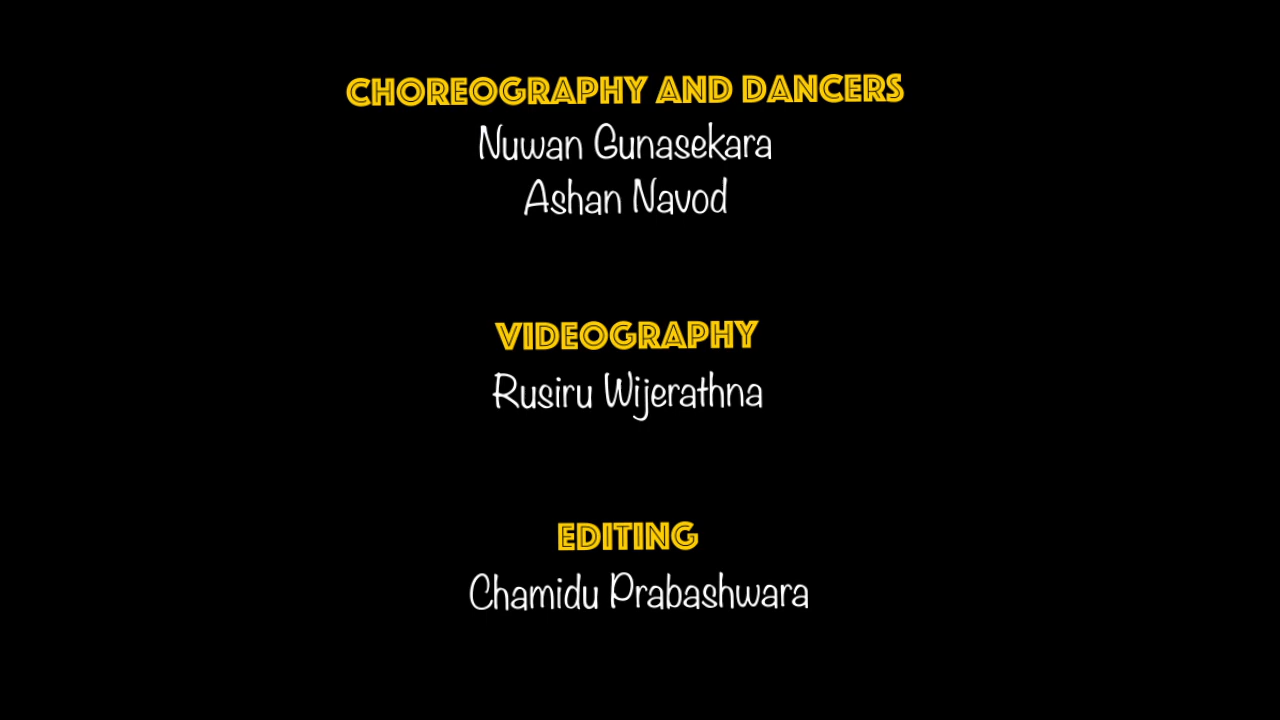 CHOREOGRAPHY AND DANCERS
Nuwan Gunasekara
Ashan Navod
VIDEOGRAPHY
Rusiru Wijerathna
EDITING
Chamidu Prabashwara